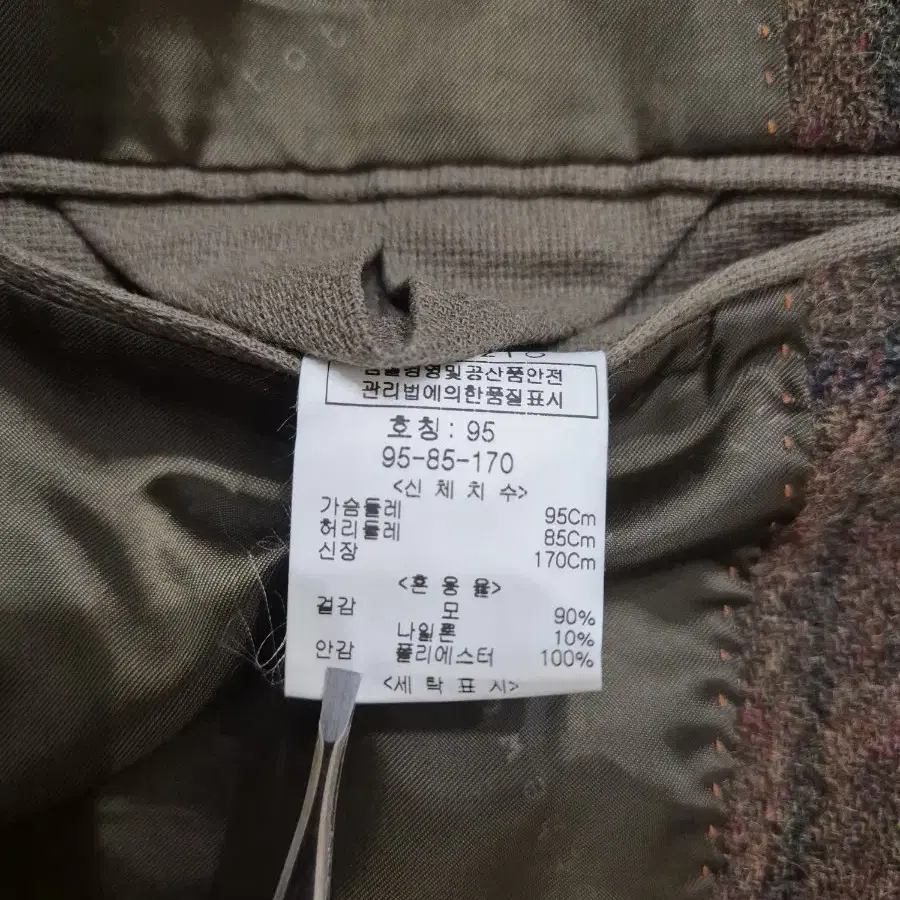 관리법에의한품질표시
호칭: 95
95-85-170
<신체치수>
가슴둘레 95Cm
허리둘레 85Cm
신장 170Cm
<혼용율>
겉감 모 90%
나일론 10%
안감 폴리에스터 100%
<세탁표시>